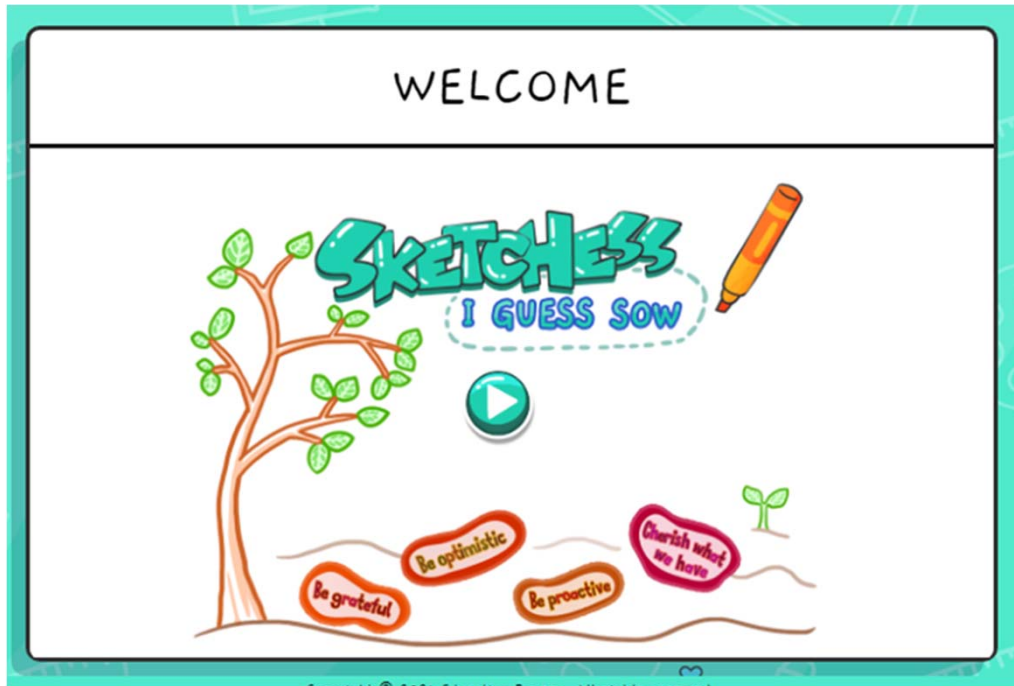 WELCOME
SKETCHESS
I GUESS SOW
Be optimistic
Cherish what
we have
Be grateful
Be proactive